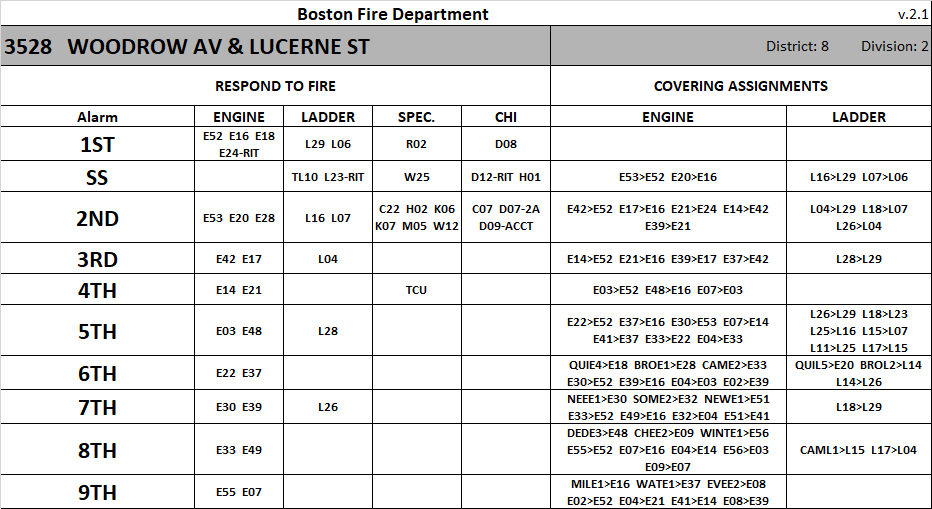 Boston Fire Department v.2.1
3528 WOODROW AV & LUCERNE ST District: 8 Division: 2
RESPOND TO FIRE COVERING ASSIGNMENTS
Alarm ENGINE LADDER SPEC. CHI ENGINE LADDER
1ST
E52 E16 E18
E24-RIT
L29 L06
R02
D08
SS
TL10 L23-RIT
W25
D12-RIT H01
E53>E52 E20>E16
L16>L29 L07>L06
2ND
E53 E20 E28
L16 L07
C22 H02 K06
K07 M05 W12
C07 D07-2A
D09-ACCT
E42>E52 E17>E16 E21>E24 E14>E42
E39>E21
L04>L29 L18>L07
L26>L04
3RD
E42 E17
L04
E14>E52 E21>E16 E39>E17 E37>E42
L28>L29
4TH
E14 E21
TCU
E03>E52 E48>E16 E07>E03
5TH
E03 E48
L28
E22>E52 E37>E16 E30>E53 E07>E14
E41>E37 E33>E22 E04>E33
L26>L29 L18>L23
L25>L16 L15>L07
L11>L25 L17>L15
6TH
E22 E37
QUIE4>E18 BROE1>E28 CAME2>E33
E30>E52 E39>E16 E04>E03 E02>E39
QUIL5>E20 BROL2>L14
L14>L26
7TH
E30 E39
L26
NEEE1>E30 SOME2>E32 NEWE1>E51
E33>E52 E49>E16 E32>E04 E51>E41
L18>L29
8TH
E33 E49
DEDE3>E48 CHEE2>E09 WINTE1>E56
E55>E52 E07>E16 E04>E14 E56>E03
E09>E07
CAML1>L15 L17>L04
9TH
E55 E07
MILE1>E16 WATE1>E37 EVEE2>E08
E02>E52 E04>E21 E41>E14 E08>E39